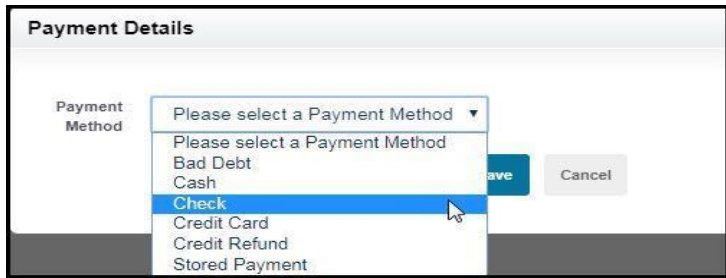 Payment Details
Payment
Method
Please select a Payment Method
Please select a Payment Method
Bad Debt
Cash
Check
Credit Card
Credit Refund
Stored Payment
ave
Cancel